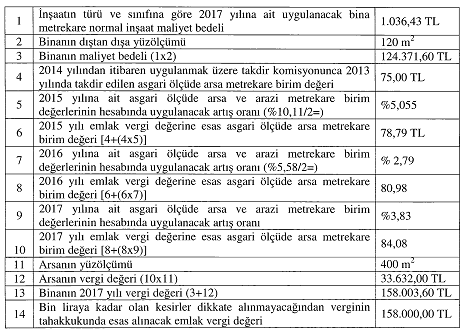 1 İnşaatın türü ve sınıfına göre 2017 yılına ait uygulanacak bina
metrekare normal inşaat maliyet bedeli 1.036,43 TL
2 Binanın dıştan dışa yüzölçümü 120 m²
3 Binanın maliyet bedeli (1x2) 124.371,60 TL
4 2014 yılından itibaren uygulanmak üzere takdir komisyonunca 2013
yılında takdir edilen asgari ölçüde arsa metrekare birim değeri 75,00 TL
5 2015 yılına ait asgari ölçüde arsa ve arazi metrekare birim
değerlerinin hesabında uygulanacak artış oranı (%10,11/2=) %5,055
6 2015 yılı emlak vergi değerine esas asgari ölçüde arsa metrekare
birim değeri [4+(4x5)] 78,79 TL
7 2016 yılına ait asgari ölçüde arsa ve arazi metrekare birim
değerlerinin hesabında uygulanacak artış oranı (%5,58/2=) % 2,79
8 2016 yılı emlak vergi değerine esas asgari ölçüde arsa metrekare
birim değeri [6+(6x7)] 80,98
9 2017 yılına ait asgari ölçüde arsa ve arazi metrekare birim
değerlerinin hesabında uygulanacak artış oranı %3,83
2017 yılı emlak vergi değerine esas asgari ölçüde arsa metrekare
10 birim değeri [8+(8x9)] 84,08
11 Arsanın yüzölçümü 400 m²
12 Arsanın vergi değeri (10x11) 33.632,00 TL
13 Binanın 2017 yılı vergi değeri (3+12) 158.003,60 TL
14 Bin liraya kadar olan kesirler dikkate alınmayacağından verginin
tahakkukunda esas alınacak emlak vergi değeri 158.000,00 TL